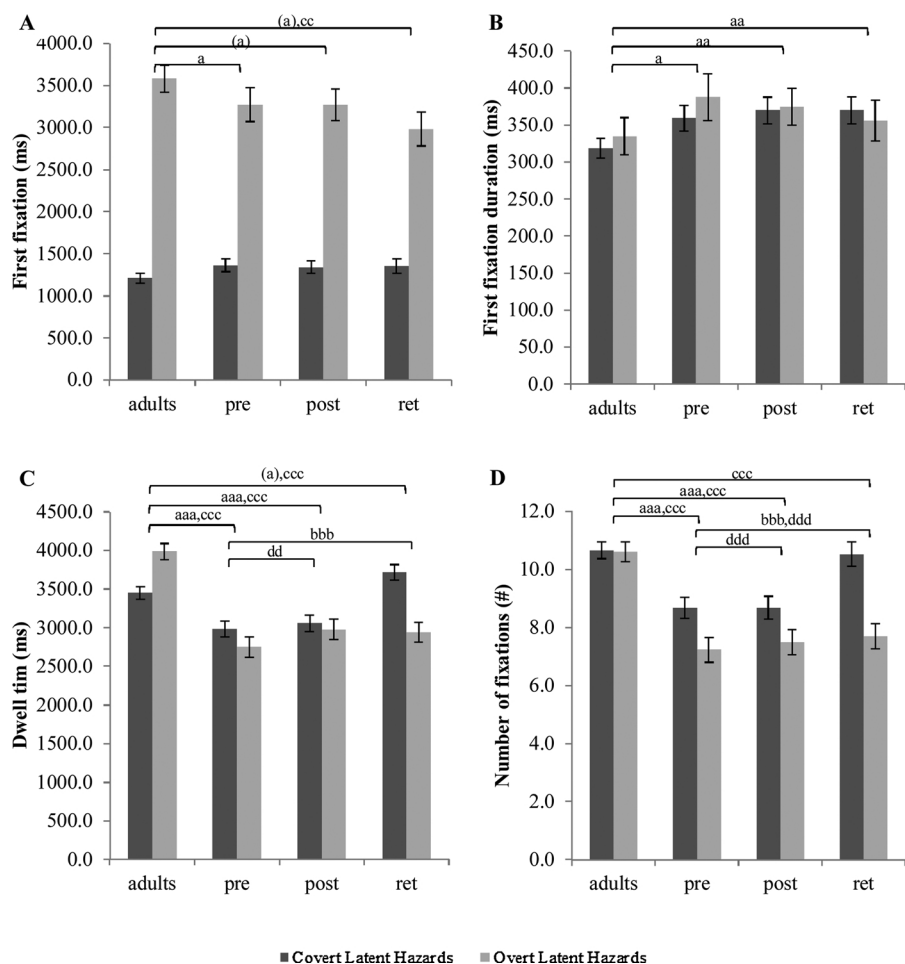 A
(a),cc
(a)
a
4000.0
3500.0
3000.0
2500.0
2000.0
1500.0
1000.0
500.0
0.0
First fixation (ms)
adults pre post ret
B
aa
aa
a
450.0
400.0
350.0
300.0
250.0
200.0
150.0
100.0
50.0
0.0
First fixation duration (ms)
adults pre post ret
C
(a),ccc
aaa,ccc
aaa,ccc
bbb
dd
4500.0
4000.0
3500.0
3000.0
2500.0
2000.0
1500.0
1000.0
500.0
0.0
Dwell tim (ms)
adults pre post ret
D
ccc
aaa,ccc
aaa,ccc
bbb,ddd
ddd
12.0
10.0
8.0
6.0
4.0
2.0
0.0
Number of fixations (#)
adults pre post ret
Covert Latent Hazards Overt Latent Hazards